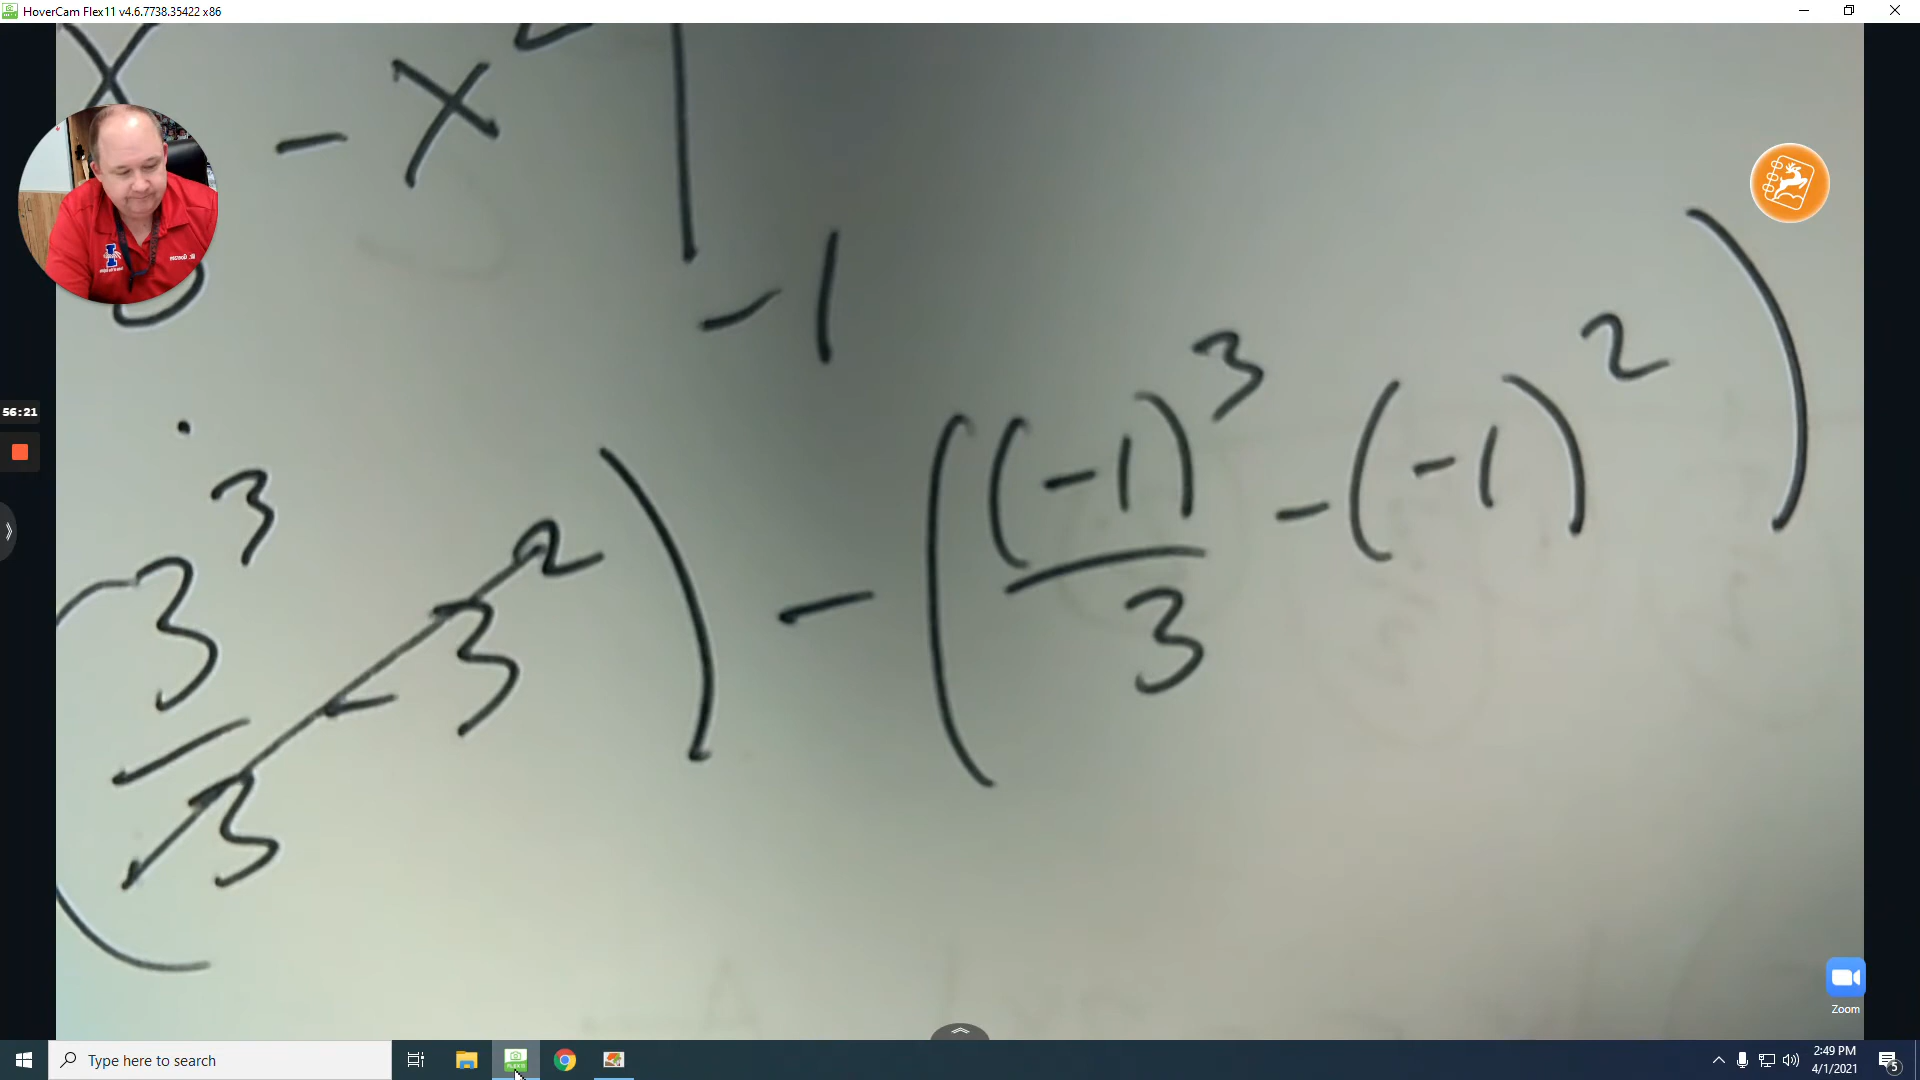 HoverCam Flex11 v4.6.7738.35422 x86
x
- x
-1
56:21
(3^3/3 - 3^2) - ((-1)^3/3 - (-1)^2)
Zoom
Type here to search
2:49 PM
4/1/2021
5